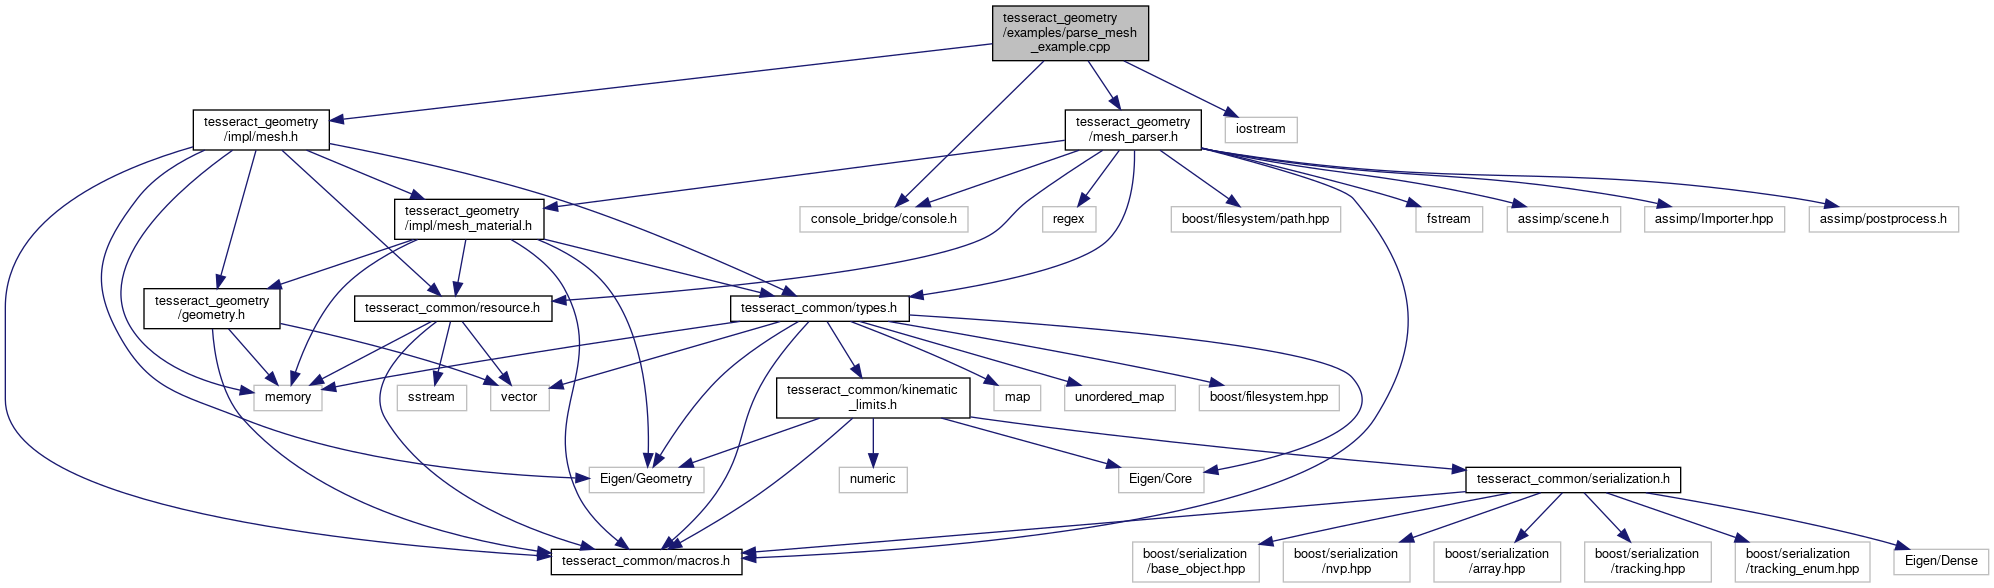 tesseract_geometry
/examples/parse_mesh
_example.cpp
tesseract_geometry
/impl/mesh.h
tesseract_geometry
/mesh_parser.h
iostream
tesseract_geometry
/impl/mesh_material.h
console_bridge/console.h
regex
boost/filesystem/path.hpp
fstream
assimp/scene.h
assimp/Importer.hpp
assimp/postprocess.h
tesseract_geometry
/geometry.h
tesseract_common/resource.h
tesseract_common/types.h
memory
sstream
vector
tesseract_common/kinematic
_limits.h
map
unordered_map
boost/filesystem.hpp
Eigen/Geometry
numeric
Eigen/Core
tesseract_common/serialization.h
tesseract_common/macros.h
boost/serialization
/base_object.hpp
boost/serialization
/nvp.hpp
boost/serialization
/array.hpp
boost/serialization
/tracking.hpp
boost/serialization
/tracking_enum.hpp
Eigen/Dense